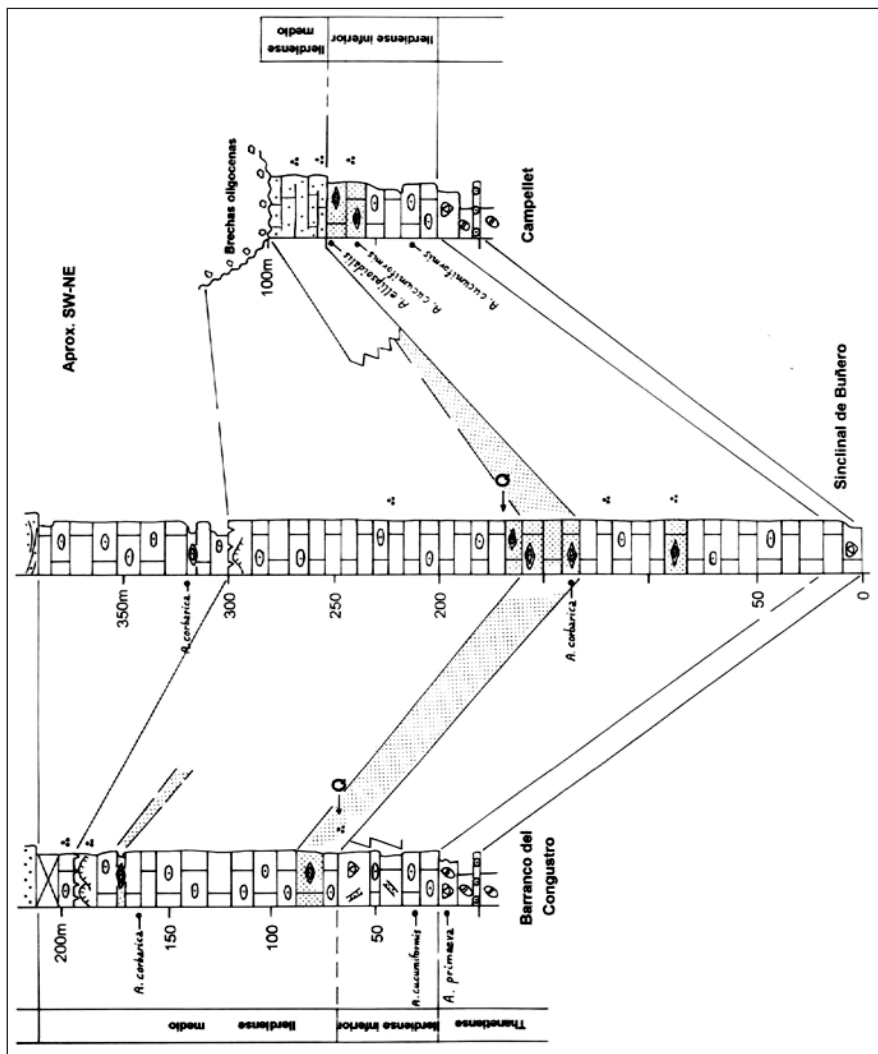 Ilerdiense
medio
Ilerdiense inferior
Brechas oligocenas
Aprox. SW-NE
100m
A. ellipsoidalis
A. cucumiformis
A. cucumiformis
Campellet
350m
300
250
200
50
0
A. corbarica
A. corbarica
Q
Sinclinal de Buñero
200m
150
100
50
A. corbarica
A. cucumiformis
A. primaeva
Q
Barranco del
Congustro
Ilerdiense medio
Ilerdiense inferior
Thanetiense